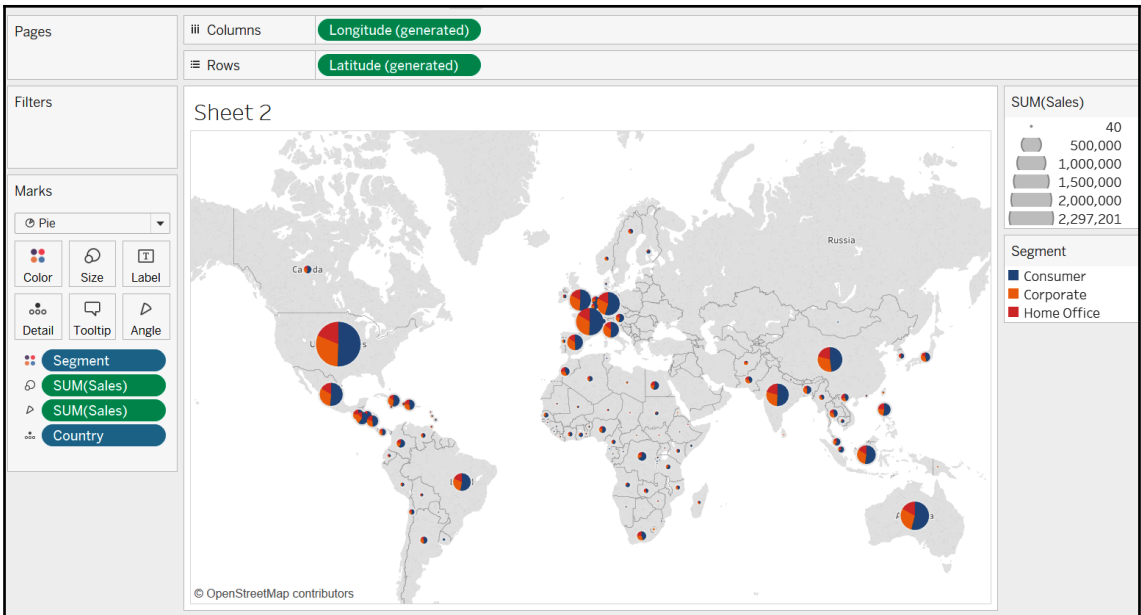 Pages
iii Columns
Longitude (generated)
Rows
Latitude (generated)
Filters
Marks
Pie
Color
Size
Label
Detail
Tooltip
Angle
Segment
SUM(Sales)
SUM(Sales)
Country
Sheet 2
Russia
© OpenStreetMap contributors
SUM(Sales)
40
500,000
1,000,000
1,500,000
2,000,000
2,297,201
Segment
Consumer
Corporate
Home Office